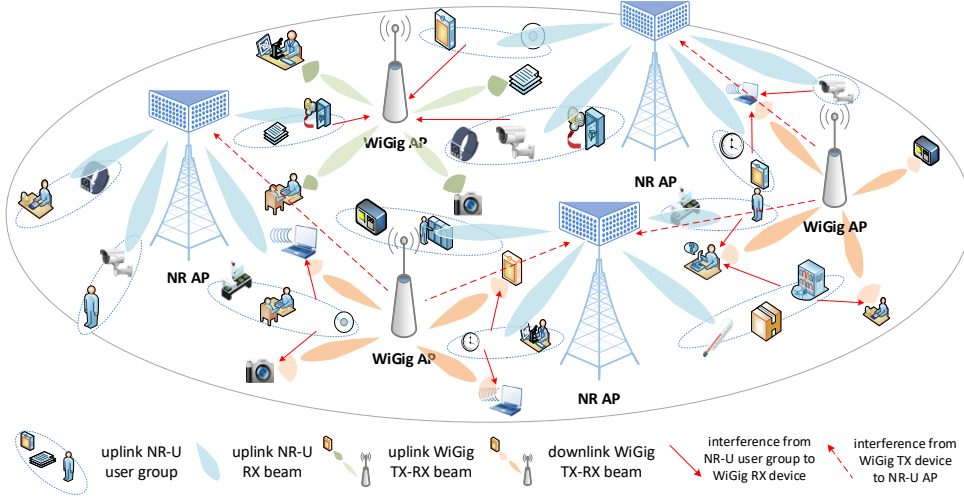 WiGig AP
NR AP
WiGig AP
NR AP
WiGig AP
NR AP
uplink NR-U
user group
uplink NR-U
RX beam
uplink WiGig
TX-RX beam
downlink WiGig
TX-RX beam
interference from
NR-U user group to
WiGig RX device
interference from
WiGig TX device
to NR-U AP